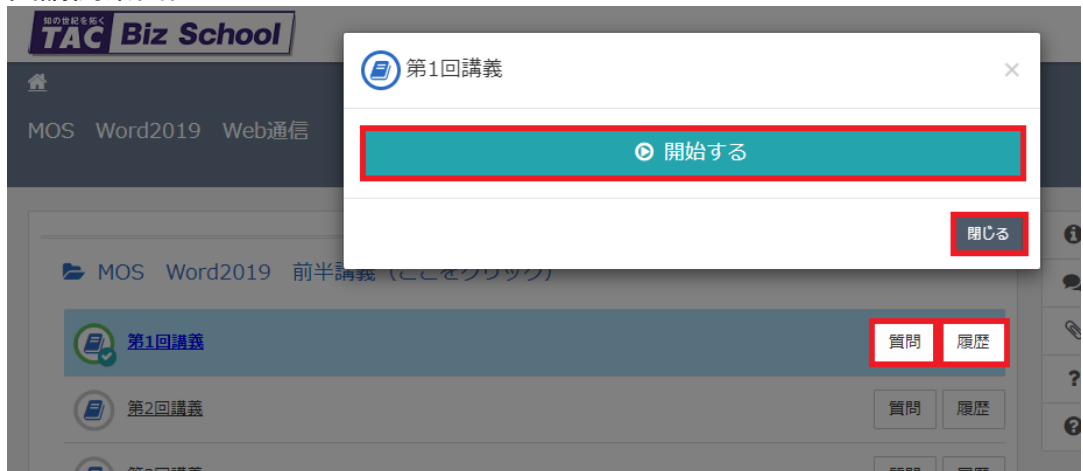 知の世紀を拓く
TAC Biz School
第1回講義
×
MOS Word2019 Web通信
開始する
閉じる
MOS Word2019 前半講義（ここをクリック）
第1回講義
質問 履歴
第2回講義
質問 履歴